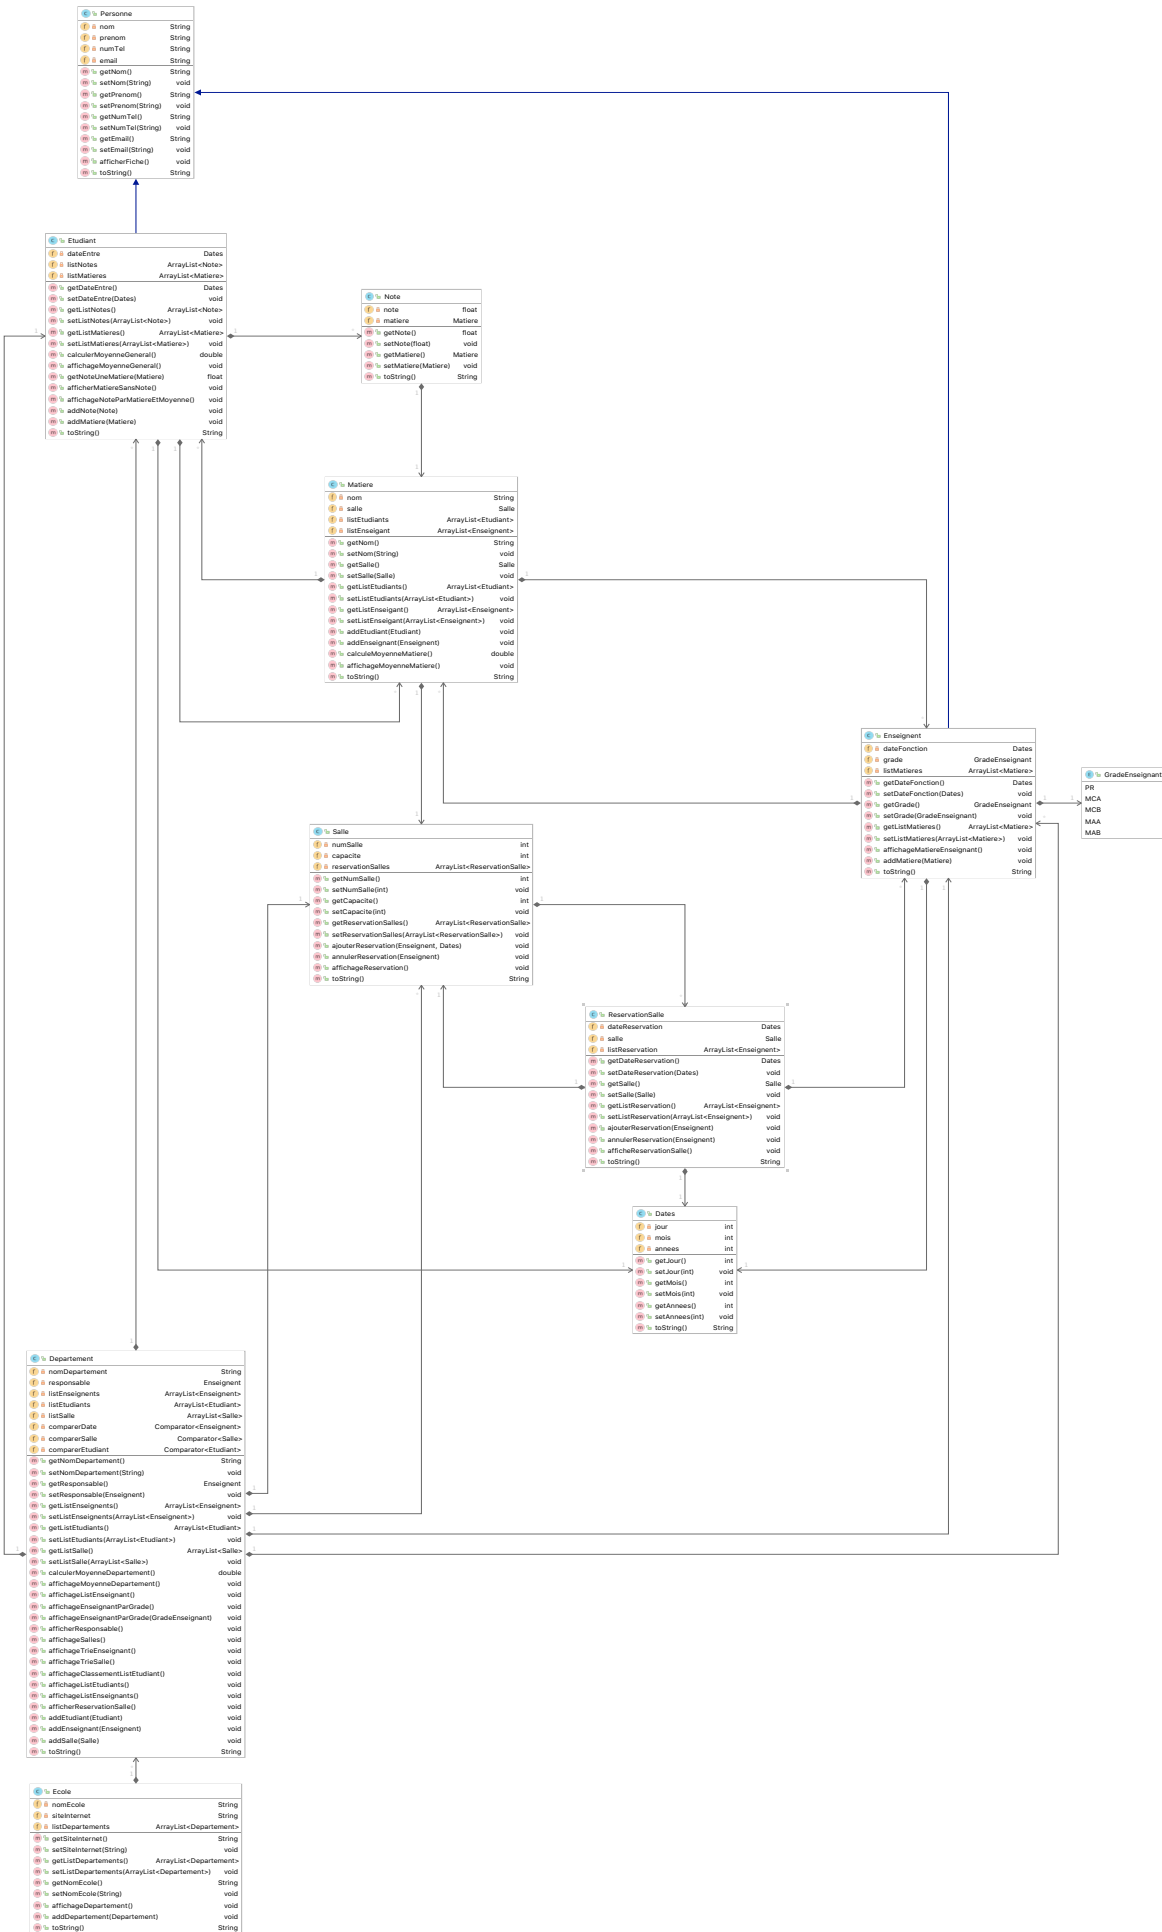 Personne
nom String
prenom String
numTel String
email String
getNom() String
setNom(String) void
getPrenom() String
setPrenom(String) void
getNumTel() String
setNumTel(String) void
getEmail() String
setEmail(String) void
afficherFiche() void
toString() String
Etudiant
dateEntre Dates
listNotes ArrayList<Note>
listMatieres ArrayList<Matiere>
getDateEntre() Dates
setDateEntre(Dates) void
getListNotes() ArrayList<Note>
setListNotes(ArrayList<Note>) void
getListMatieres() ArrayList<Matiere>
setListMatieres(ArrayList<Matiere>) void
calculerMoyenneGeneral() double
affichageMoyenneGeneral() void
getNoteUneMatiere(Matiere) float
afficherMatiereSansNote() void
affichageNoteParMatiereEtMoyenne() void
addNote(Note) void
addMatiere(Matiere) void
toString() String
Note
note float
matiere Matiere
getNote() float
setNote(float) void
getMatiere() Matiere
setMatiere(Matiere) void
toString() String
Matiere
nom String
salle Salle
listEtudiants ArrayList<Etudiant>
listEnseigant ArrayList<Enseignent>
getNom() String
setNom(String) void
getSalle() Salle
setSalle(Salle) void
getListEtudiants() ArrayList<Etudiant>
setListEtudiants(ArrayList<Etudiant>) void
getListEnseigant() ArrayList<Enseignent>
setListEnseigant(ArrayList<Enseignent>) void
addEtudiant(Etudiant) void
addEnseignant(Enseignent) void
calculeMoyenneMatiere() double
affichageMoyenneMatiere() void
toString() String
Enseignent
dateFonction Dates
grade GradeEnseignant
listMatieres ArrayList<Matiere>
getDateFonction() Dates
setDateFonction(Dates) void
getGrade() GradeEnseignant
setGrade(GradeEnseignant) void
getListMatieres() ArrayList<Matiere>
setListMatieres(ArrayList<Matiere>) void
affichageMatiereEnseignant() void
addMatiere(Matiere) void
toString() String
GradeEnseignant
PR
MCA
MCB
MAA
MAB
Salle
numSalle int
capacite int
reservationSalles ArrayList<ReservationSalle>
getNumSalle() int
setNumSalle(int) void
getCapacite() int
setCapacite(int) void
getReservationSalles() ArrayList<ReservationSalle>
setReservationSalles(ArrayList<ReservationSalle>) void
ajouterReservation(Enseignent, Dates) void
annulerReservation(Enseignent) void
affichageReservation() void
toString() String
ReservationSalle
dateReservation Dates
salle Salle
listReservation ArrayList<Enseignent>
getDateReservation() Dates
setDateReservation(Dates) void
getSalle() Salle
setSalle(Salle) void
getListReservation() ArrayList<Enseignent>
setListReservation(ArrayList<Enseignent>) void
ajouterReservation(Enseignent) void
annulerReservation(Enseignent) void
afficheReservationSalle() void
toString() String
Dates
jour int
mois int
annees int
getJour() int
setJour(int) void
getMois() int
setMois(int) void
getAnnees() int
setAnnees(int) void
toString() String
Departement
nomDepartement String
responsable Enseignent
listEnseignents ArrayList<Enseignent>
listEtudiants ArrayList<Etudiant>
listSalle ArrayList<Salle>
comparerDate Comparator<Enseignent>
comparerSalle Comparator<Salle>
comparerEtudiant Comparator<Etudiant>
getNomDepartement() String
setNomDepartement(String) void
getResponsable() Enseignent
setResponsable(Enseignent) void
getListEnseignents() ArrayList<Enseignent>
setListEnseignents(ArrayList<Enseignent>) void
getListEtudiants() ArrayList<Etudiant>
setListEtudiants(ArrayList<Etudiant>) void
getListSalle() ArrayList<Salle>
setListSalle(ArrayList<Salle>) void
calculerMoyenneDepartement() double
affichageMoyenneDepartement() void
affichageListEnseignant() void
affichageEnseignantParGrade() void
affichageEnseignantParGrade(GradeEnseignant) void
afficherResponsable() void
affichageSalles() void
affichageTrieEnseignant() void
affichageTrieSalle() void
affichageClassementListEtudiant() void
affichageListEtudiants() void
affichageListEnseignants() void
afficherReservationSalle() void
addEtudiant(Etudiant) void
addEnseignant(Enseignent) void
addSalle(Salle) void
toString() String
Ecole
nomEcole String
siteInternet String
listDepartements ArrayList<Departement>
getSiteInternet() String
setSiteInternet(String) void
getListDepartements() ArrayList<Departement>
setListDepartements(ArrayList<Departement>) void
getNomEcole() String
setNomEcole(String) void
affichageDepartement() void
addDepartement(Departement) void
toString() String